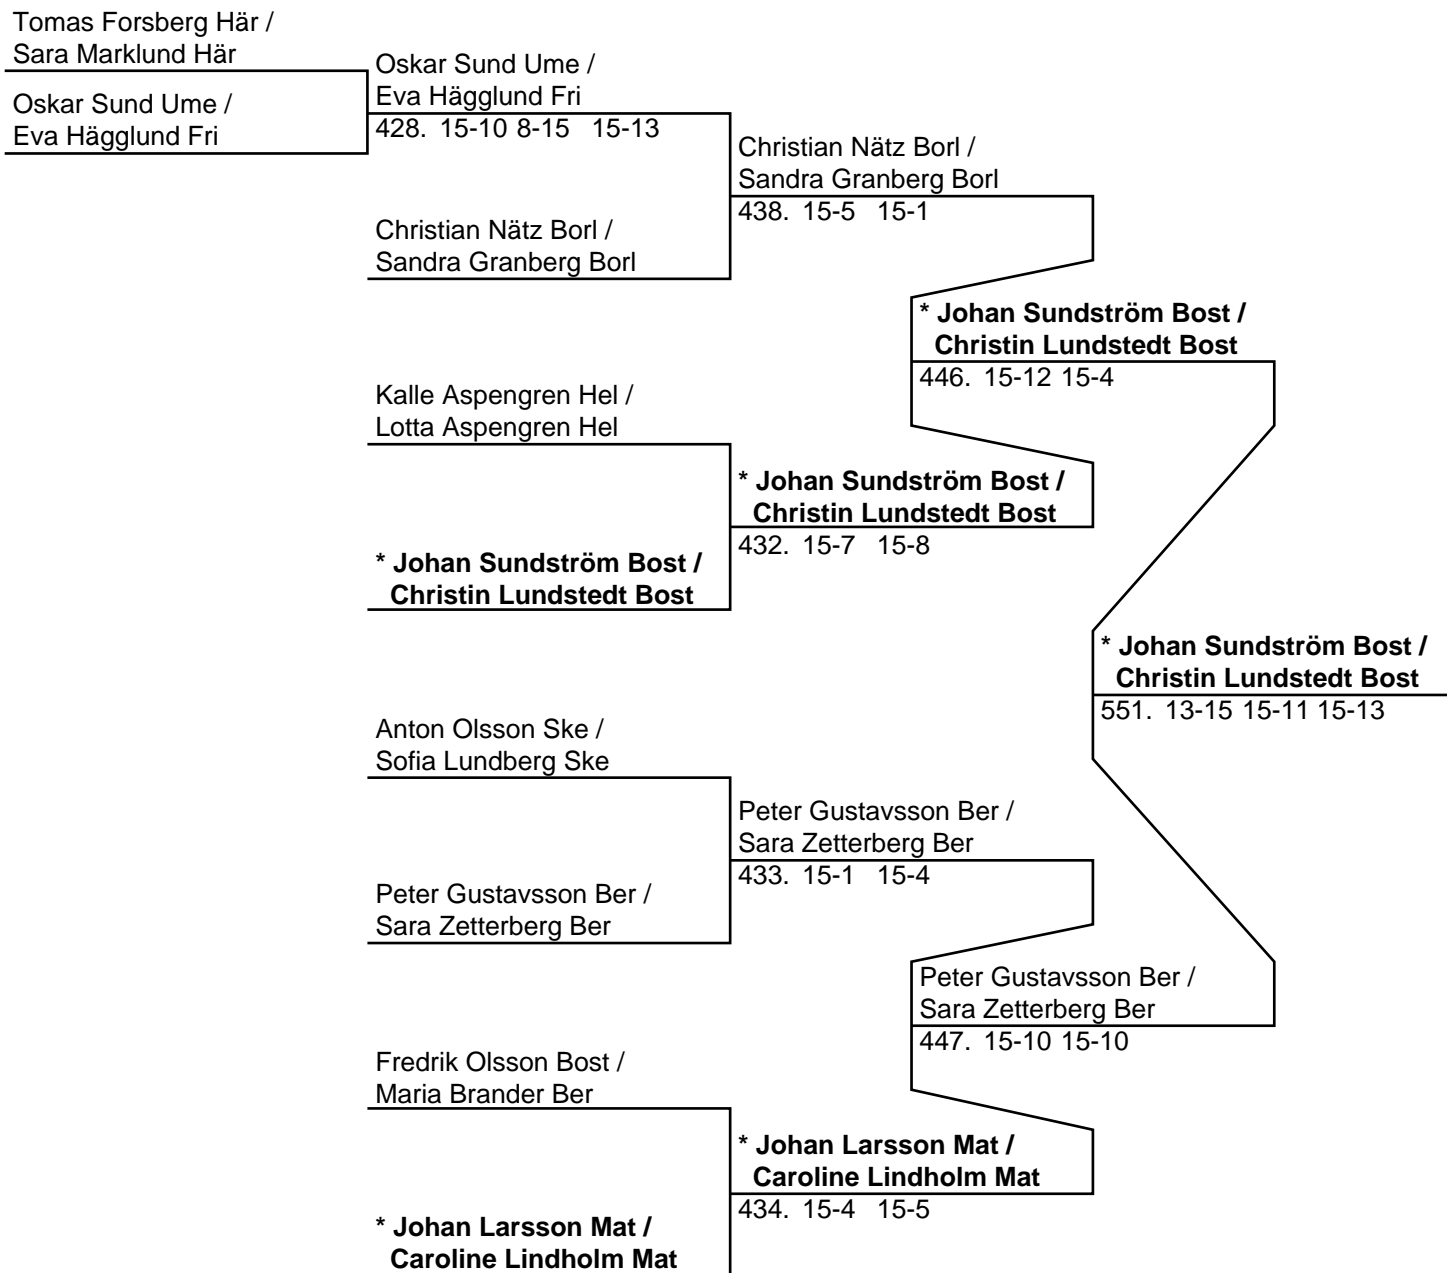 Tomas Forsberg Här /
Sara Marklund Här
Oskar Sund Ume /
Eva Hägglund Fri
Oskar Sund Ume /
Eva Hägglund Fri
428. 15-10 8-15 15-13
Christian Nätz Borl /
Sandra Granberg Borl
Christian Nätz Borl /
Sandra Granberg Borl
438. 15-5 15-1
Kalle Aspengren Hel /
Lotta Aspengren Hel
* Johan Sundström Bost /
Christin Lundstedt Bost
* Johan Sundström Bost /
Christin Lundstedt Bost
432. 15-7 15-8
* Johan Sundström Bost /
Christin Lundstedt Bost
446. 15-12 15-4
Anton Olsson Ske /
Sofia Lundberg Ske
Peter Gustavsson Ber /
Sara Zetterberg Ber
Peter Gustavsson Ber /
Sara Zetterberg Ber
433. 15-1 15-4
Fredrik Olsson Bost /
Maria Brander Ber
* Johan Larsson Mat /
Caroline Lindholm Mat
* Johan Larsson Mat /
Caroline Lindholm Mat
434. 15-4 15-5
Peter Gustavsson Ber /
Sara Zetterberg Ber
447. 15-10 15-10
* Johan Sundström Bost /
Christin Lundstedt Bost
551. 13-15 15-11 15-13